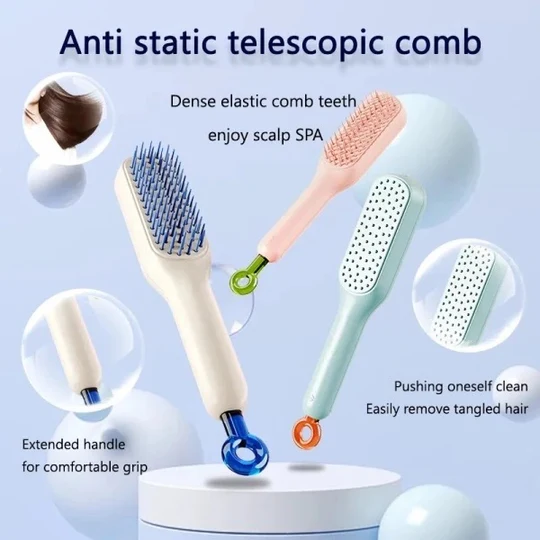 Anti static telescopic comb
Dense elastic comb teeth
enjoy scalp SPA
Pushing oneself clean
Easily remove tangled hair
Extended handle
for comfortable grip